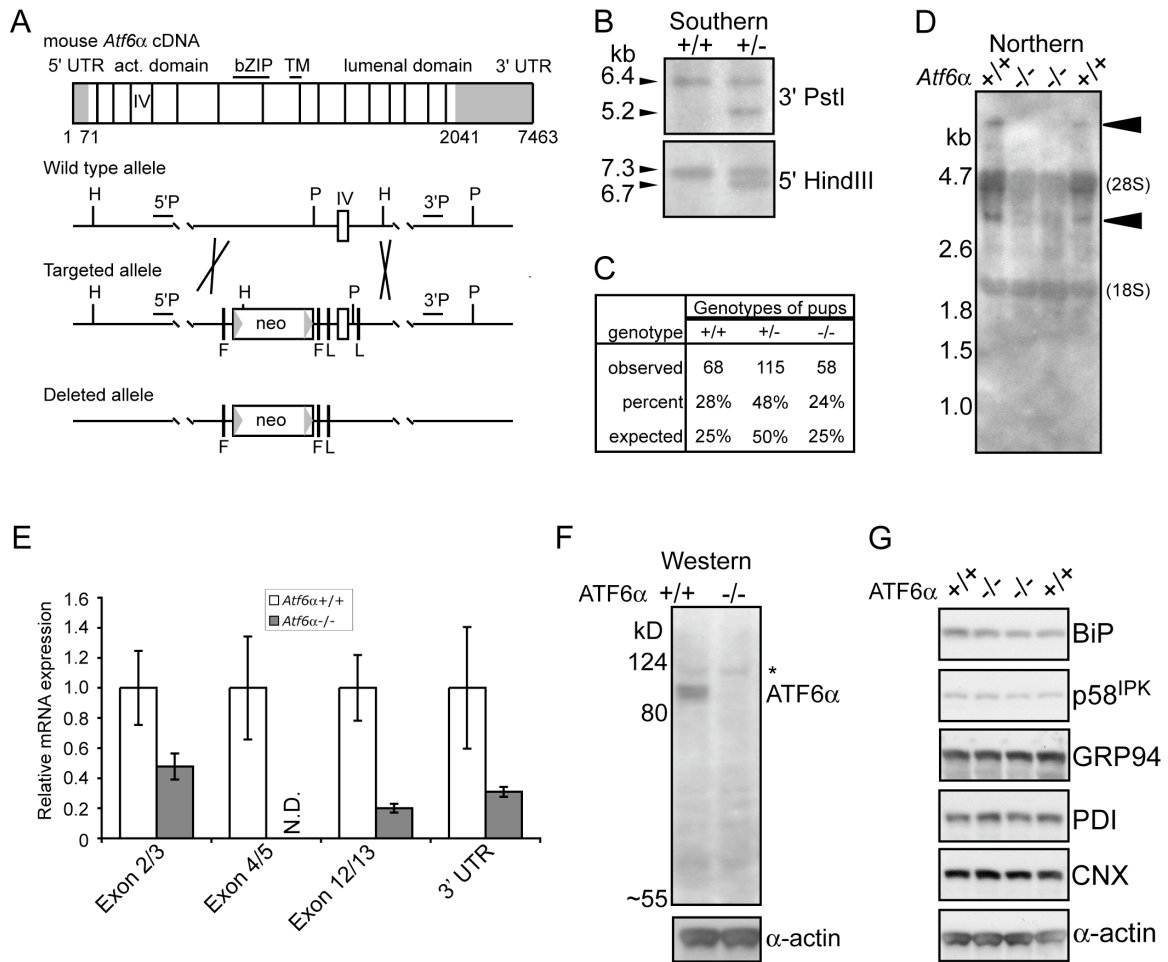 A
mouse Atf6α cDNA
5' UTR act. domain bZIP TM lumenal domain 3' UTR
IV
1 71 2041 7463
Wild type allele
H 5'P P IV H 3'P P
Targeted allele
H 5'P H P 3'P P
neo
F F L L
Deleted allele
neo
F F L
B
Southern
+/+ +/-
kb
6.4
5.2
3' PstI
7.3
6.7
5' HindIII
C
Genotypes of pups
genotype +/+ +/- -/-
observed 68 115 58
percent 28% 48% 24%
expected 25% 50% 25%
D
Northern
Atf6α +/+ -/- -/- +/+
kb
4.7
(28S)
2.6
(18S)
1.8
1.5
1.0
E
Relative mRNA expression
1.6
1.4
1.2
1.0
0.8
0.6
0.4
0.2
0
Atf6α+/+
Atf6α-/-
N.D.
Exon 2/3
Exon 4/5
Exon 12/13
3' UTR
F
Western
ATF6α +/+ -/-
kD
124
*
ATF6α
80
~55
α-actin
G
ATF6α +/+ -/- -/- +/+
BiP
p58IPK
GRP94
PDI
CNX
α-actin